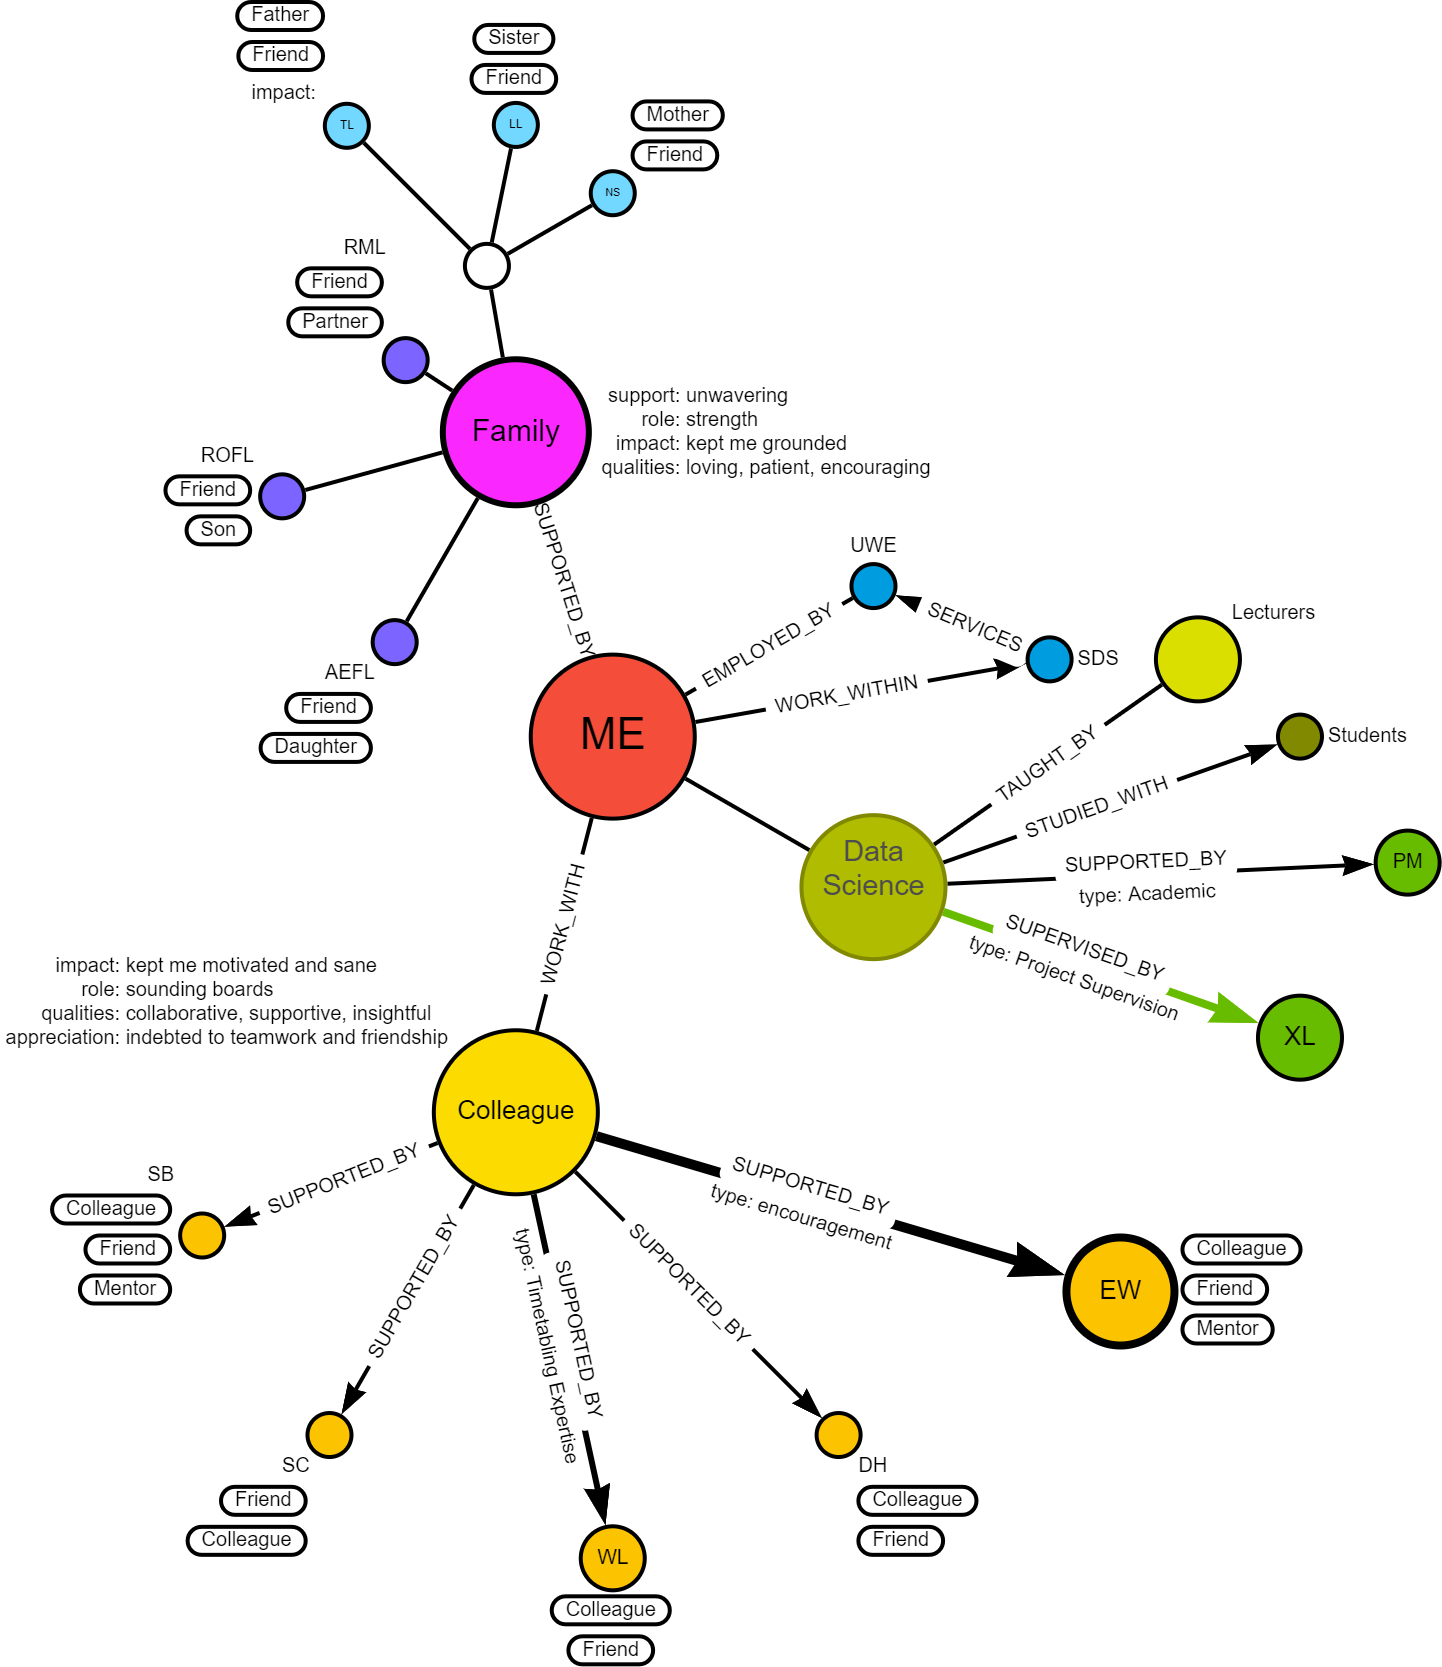 Father
Friend
impact:
TL
Sister
Friend
LL
Mother
Friend
NS
RML
Friend
Partner
Family
support: unwavering
role: strength
impact: kept me grounded
qualities: loving, patient, encouraging
ROFL
Friend
Son
SUPPORTED_BY
AEFL
Friend
Daughter
UWE
EMPLOYED_BY
SERVICES
SDS
WORK_WITHIN
ME
Lecturers
TAUGHT_BY
Students
STUDIED_WITH
Data
Science
SUPPORTED_BY
type: Academic
PM
SUPERVISED_BY
type: Project Supervision
XL
WORK_WITH
impact: kept me motivated and sane
role: sounding boards
qualities: collaborative, supportive, insightful
appreciation: indebted to teamwork and friendship
Colleague
SUPPORTED_BY
SB
Colleague
Friend
Mentor
SUPPORTED_BY
SC
Friend
Colleague
SUPPORTED_BY
type: Timetabling Expertise
WL
Colleague
Friend
SUPPORTED_BY
DH
Colleague
Friend
SUPPORTED_BY
type: encouragement
EW
Colleague
Friend
Mentor